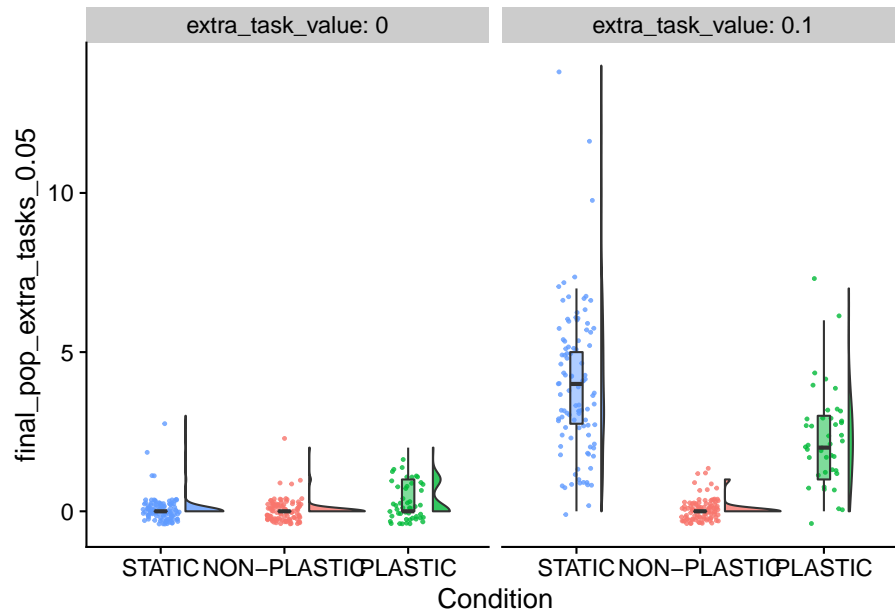 extra_task_value: 0
extra_task_value: 0.1
final_pop_extra_tasks_0.05
10
5
0
STATIC NON−PLASTIC PLASTIC
STATIC NON−PLASTIC PLASTIC
Condition